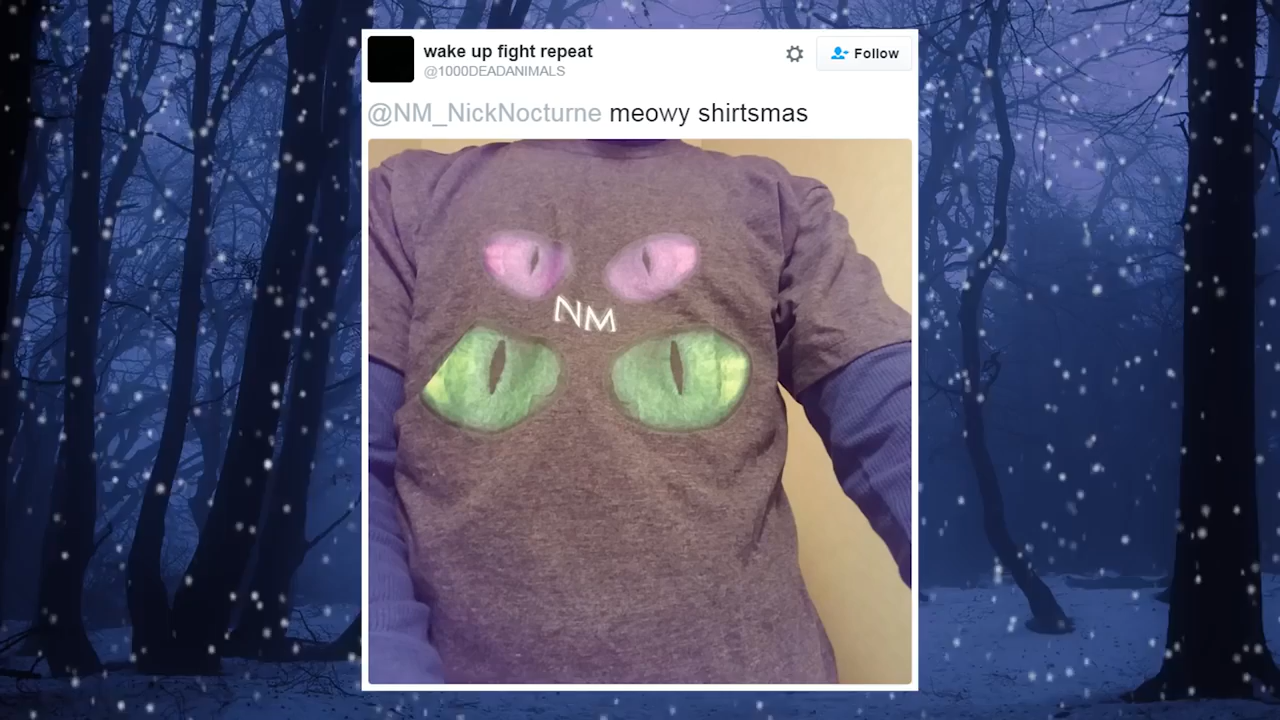 wake up fight repeat
@1000DEADANIMALS
Follow
@NM_NickNocturne meowy shirtsmas
NM